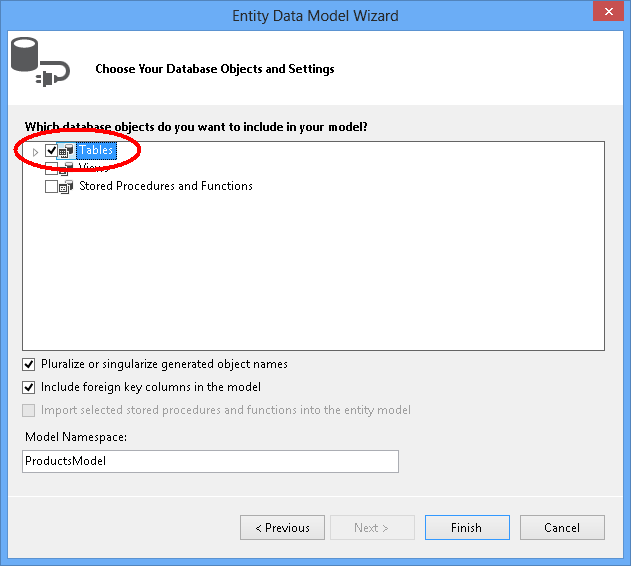 Entity Data Model Wizard
Choose Your Database Objects and Settings
Which database objects do you want to include in your model?
Tables
Views
Stored Procedures and Functions
Pluralize or singularize generated object names
Include foreign key columns in the model
Import selected stored procedures and functions into the entity model
Model Namespace:
ProductsModel
< Previous
Next >
Finish
Cancel